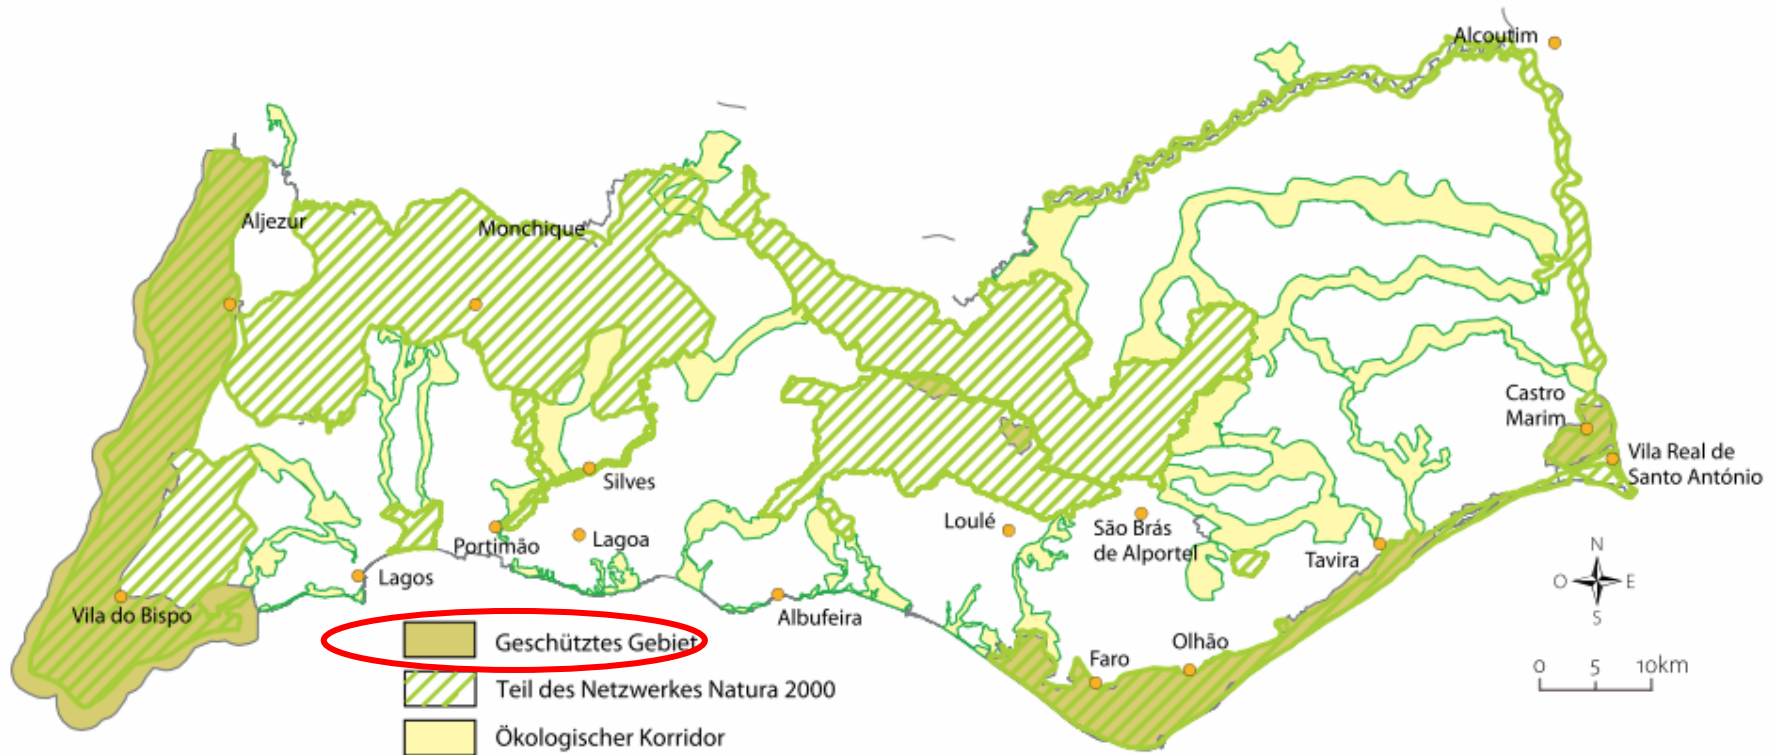 Alcoutim
Aljezur
Monchique
Castro
Marim
Vila Real de
Santo António
Silves
Loulé
São Brás
de Alportel
Portimão
Lagoa
Tavira
Lagos
Vila do Bispo
Albufeira
Faro
Olhão
N
O
E
S
0 5 10km
Geschütztes Gebiet
Teil des Netzwerkes Natura 2000
Ökologischer Korridor